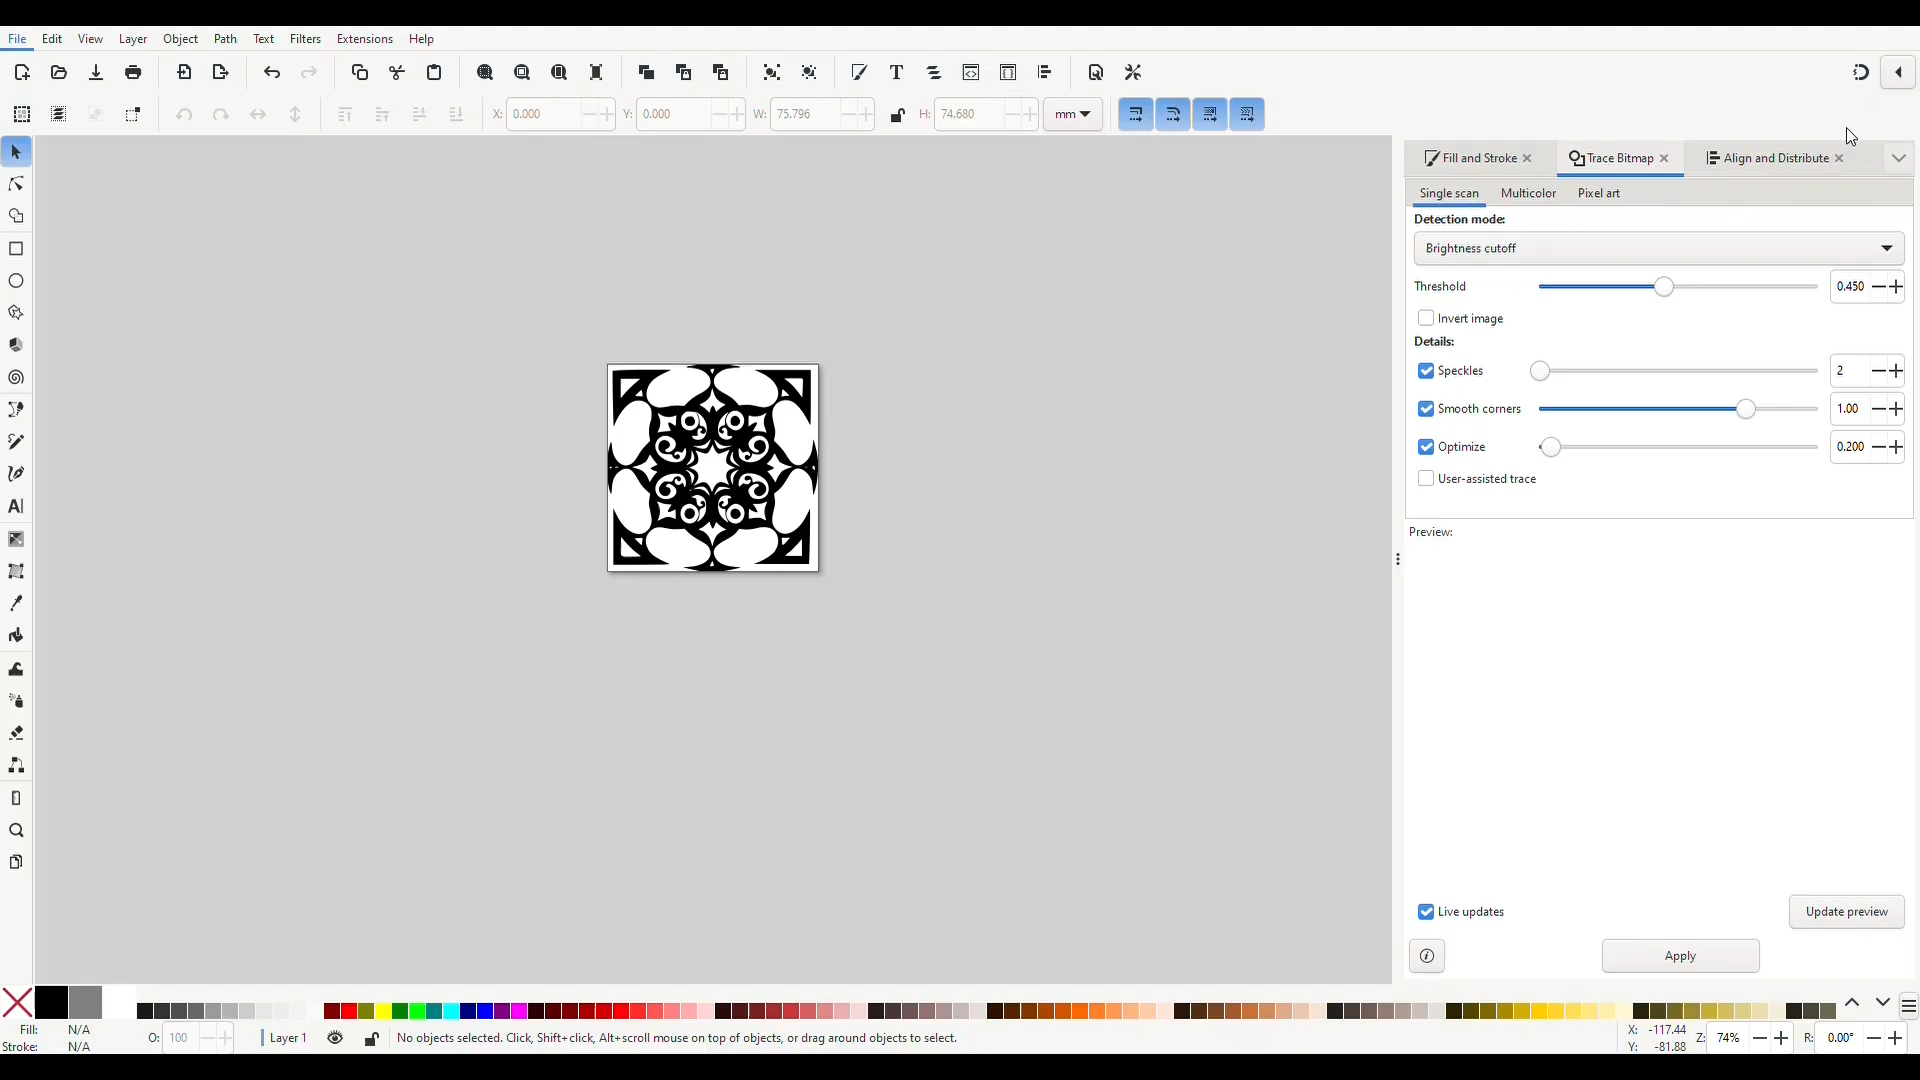 File Edit View Layer Object Path Text Filters Extensions Help
X: 0.000 Y: 0.000 W: 75.796 H: 74.680 mm
Fill and Stroke Trace Bitmap Align and Distribute
Single scan Multicolor Pixel art
Detection mode:
Brightness cutoff
Threshold 0.450
Invert image
Details:
Speckles 2
Smooth corners 1.00
Optimize 0.200
User-assisted trace
Preview:
Live updates Update preview
Apply
Fill: N/A
Stroke: N/A
O: 100
Layer 1
No objects selected. Click, Shift+click, Alt+scroll mouse on top of objects, or drag around objects to select.
X: -117.44
Y: -81.88
Z: 74%
R: 0.00°